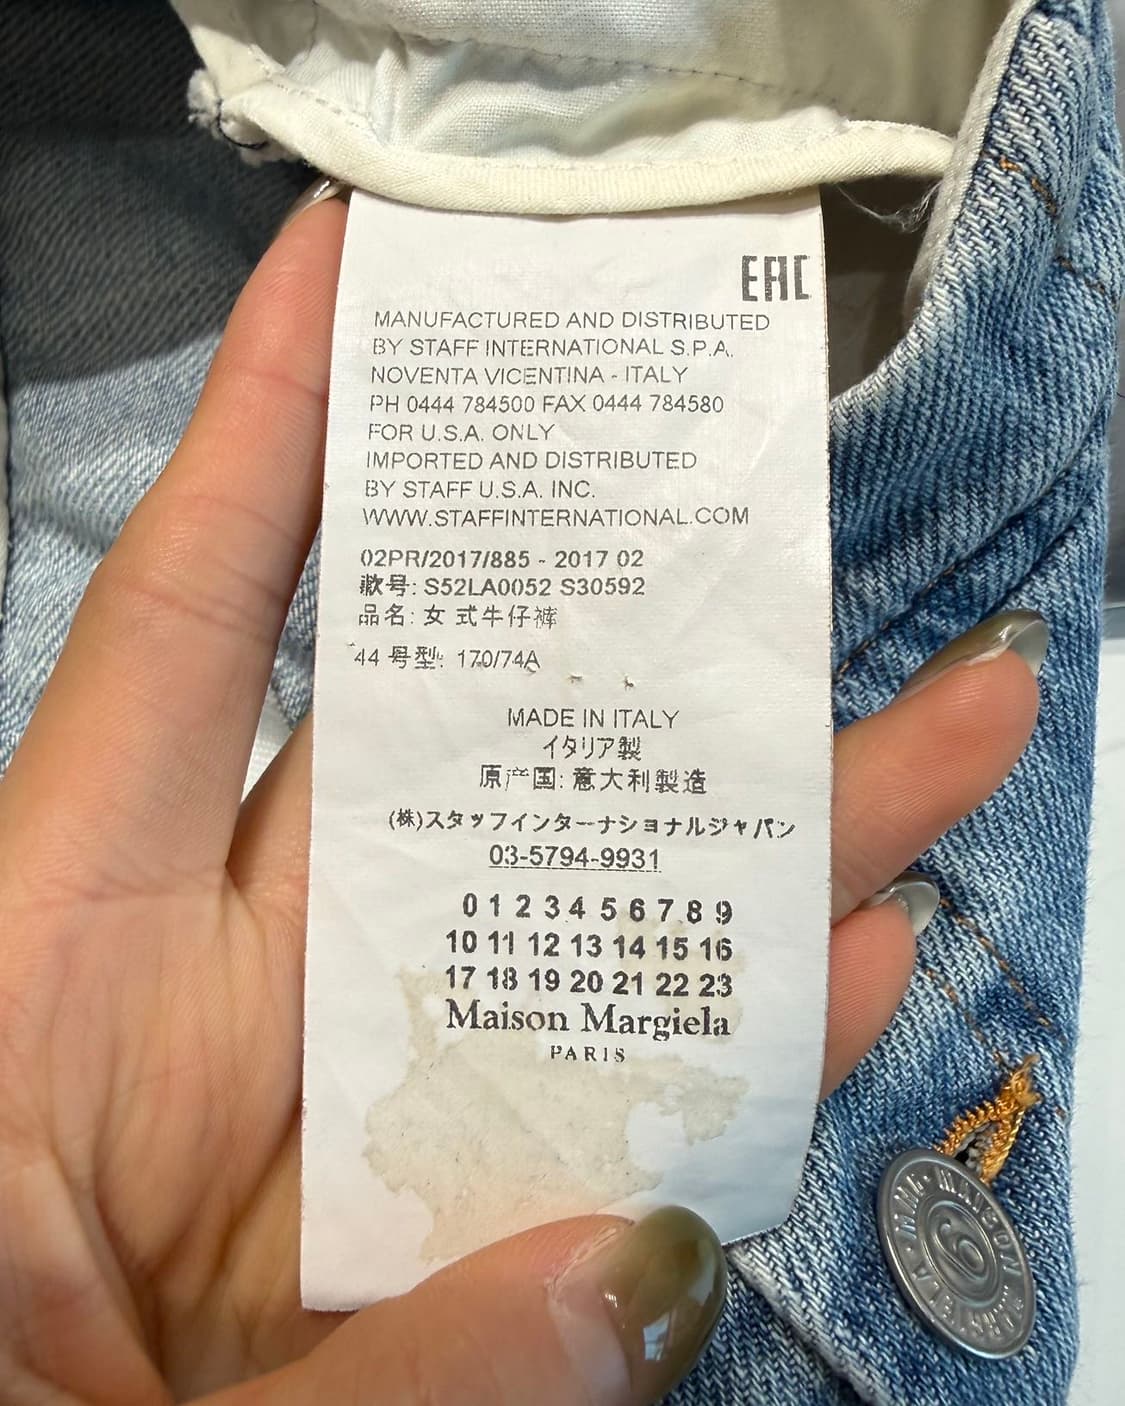 EAC
MANUFACTURED AND DISTRIBUTED
BY STAFF INTERNATIONAL S.P.A.
NOVENTA VICENTINA - ITALY
PH 0444 784500 FAX 0444 784580
FOR U.S.A. ONLY
IMPORTED AND DISTRIBUTED
BY STAFF U.S.A. INC.
WWW.STAFFINTERNATIONAL.COM
02PR/2017/885 - 2017 02
款号: S52LA0052 S30592
品名: 女式牛仔裤
44 号型: 170/74A
MADE IN ITALY
イタリア製
原产国: 意大利製造
(株)スタッフインターナショナルジャパン
03-5794-9931
0 1 2 3 4 5 6 7 8 9
10 11 12 13 14 15 16
17 18 19 20 21 22 23
Maison Margiela
PARIS
6